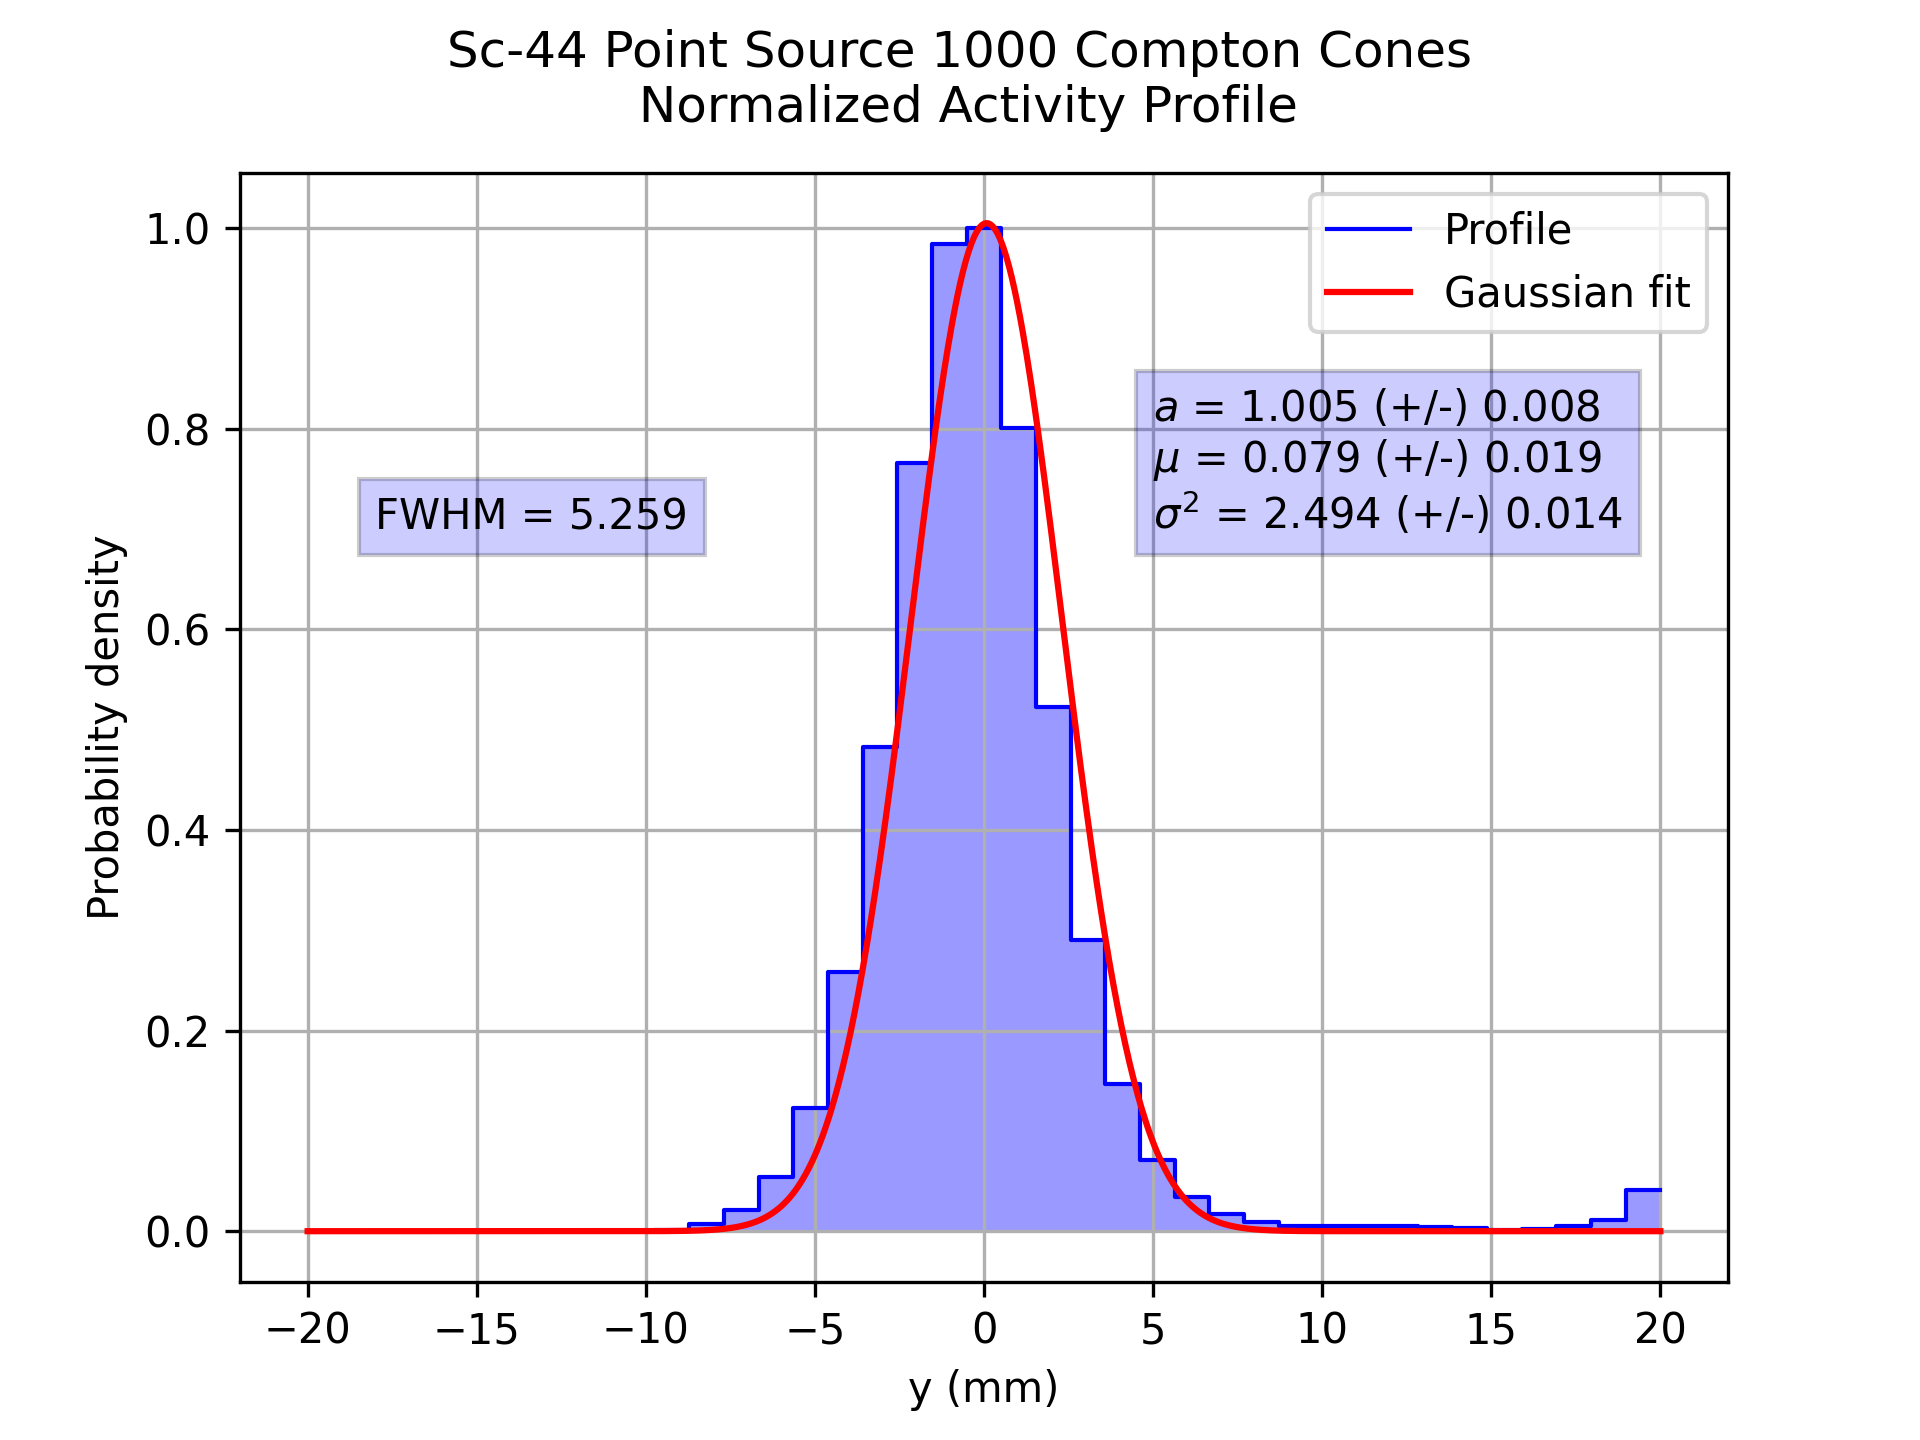 Sc-44 Point Source 1000 Compton Cones
Normalized Activity Profile
Profile
Gaussian fit
a = 1.005 (+/-) 0.008
μ = 0.079 (+/-) 0.019
σ² = 2.494 (+/-) 0.014
FWHM = 5.259
Probability density
1.0
0.8
0.6
0.4
0.2
0.0
−20 −15 −10 −5 0 5 10 15 20
y (mm)